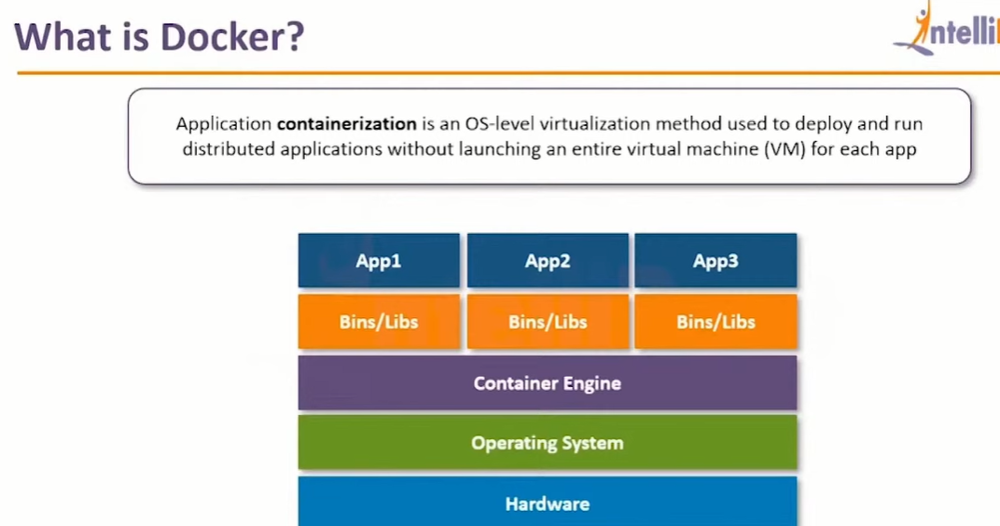 What is Docker?
Application containerization is an OS-level virtualization method used to deploy and run
distributed applications without launching an entire virtual machine (VM) for each app
App1 App2 App3
Bins/Libs Bins/Libs Bins/Libs
Container Engine
Operating System
Hardware